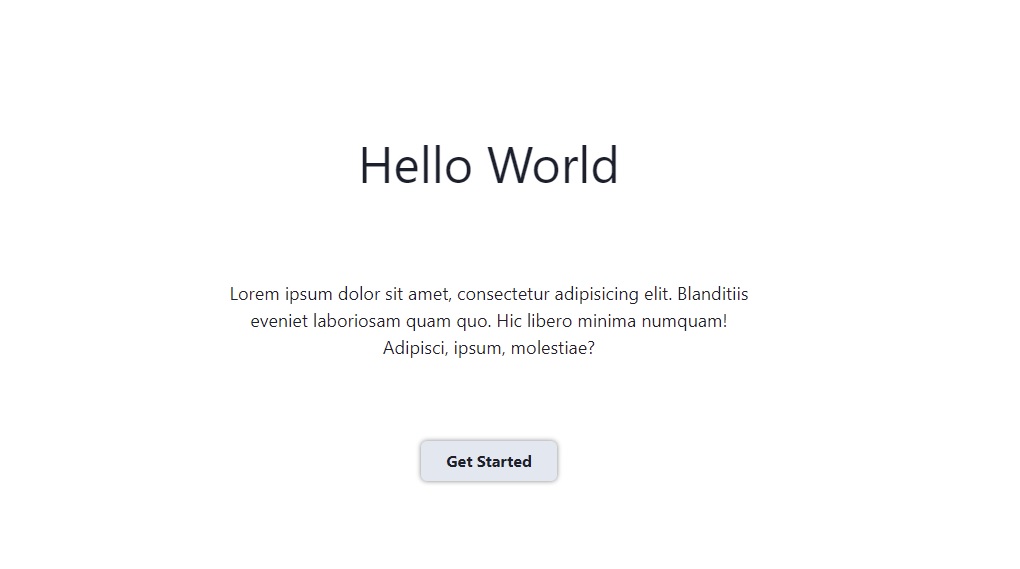 Hello World
Lorem ipsum dolor sit amet, consectetur adipisicing elit. Blanditiis
eveniet laboriosam quam quo. Hic libero minima numquam!
Adipisci, ipsum, molestiae?
Get Started